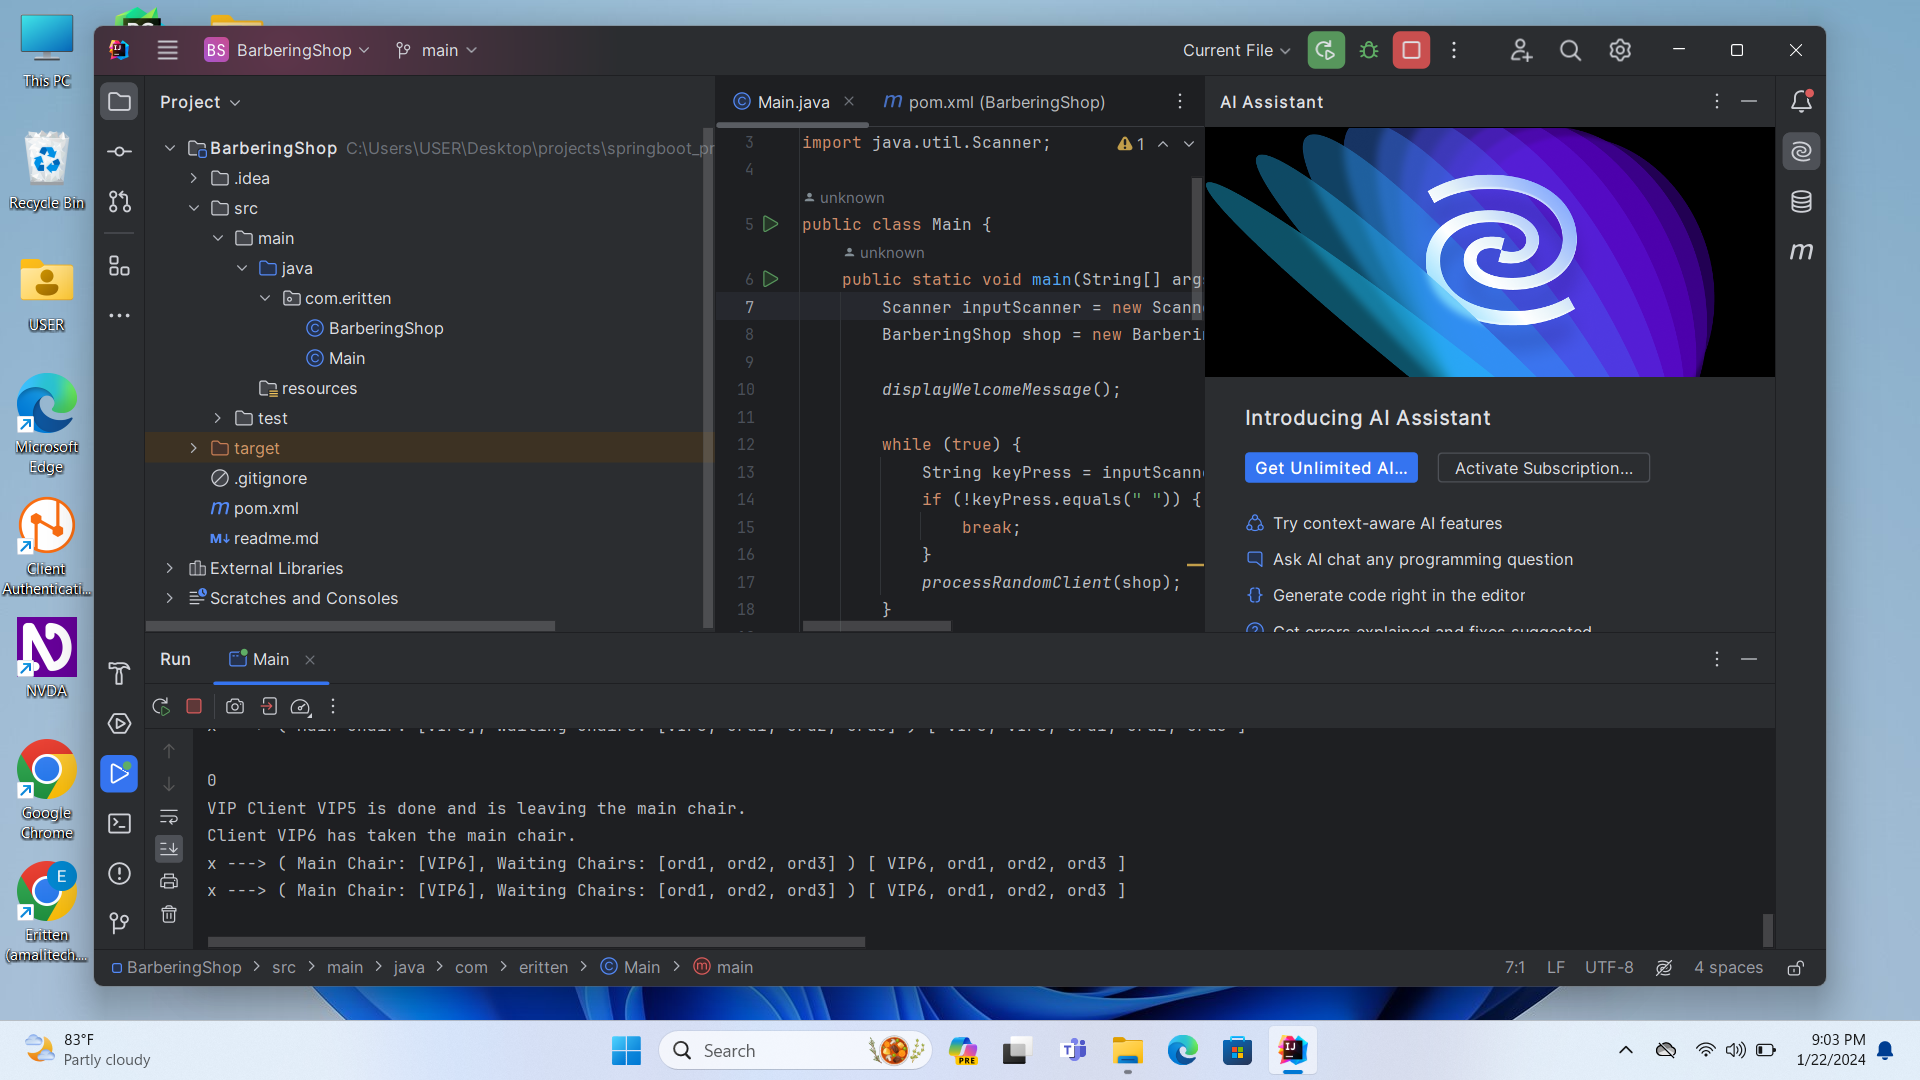 This PC
Recycle Bin
USER
Microsoft
Edge
Client
Authenticati...
NVDA
Google
Chrome
E
Eritten
(amalitech....
BS BarberingShop
main
Current File
Project
BarberingShop C:\Users\USER\Desktop\projects\springboot_pr
.idea
src
main
java
com.eritten
BarberingShop
Main
resources
test
target
.gitignore
pom.xml
readme.md
External Libraries
Scratches and Consoles
Main.java
pom.xml (BarberingShop)
3 import java.util.Scanner;
1
4
unknown
5 public class Main {
unknown
6 public static void main(String[] arg
7 Scanner inputScanner = new Scann
8 BarberingShop shop = new Barberi
9
10 displayWelcomeMessage();
11
12 while (true) {
13 String keyPress = inputScann
14 if (!keyPress.equals(" ")) {
15 break;
16 }
17 processRandomClient(shop);
18 }
AI Assistant
Introducing AI Assistant
Get Unlimited AI...
Activate Subscription...
Try context-aware AI features
Ask AI chat any programming question
Generate code right in the editor
Get errors explained and fixes suggested
Run
Main
0
VIP Client VIP5 is done and is leaving the main chair.
Client VIP6 has taken the main chair.
x ---> ( Main Chair: [VIP6], Waiting Chairs: [ord1, ord2, ord3] ) [ VIP6, ord1, ord2, ord3 ]
x ---> ( Main Chair: [VIP6], Waiting Chairs: [ord1, ord2, ord3] ) [ VIP6, ord1, ord2, ord3 ]
BarberingShop > src > main > java > com > eritten > Main > main
7:1 LF UTF-8 4 spaces
83°F
Partly cloudy
Search
PRE
9:03 PM
1/22/2024